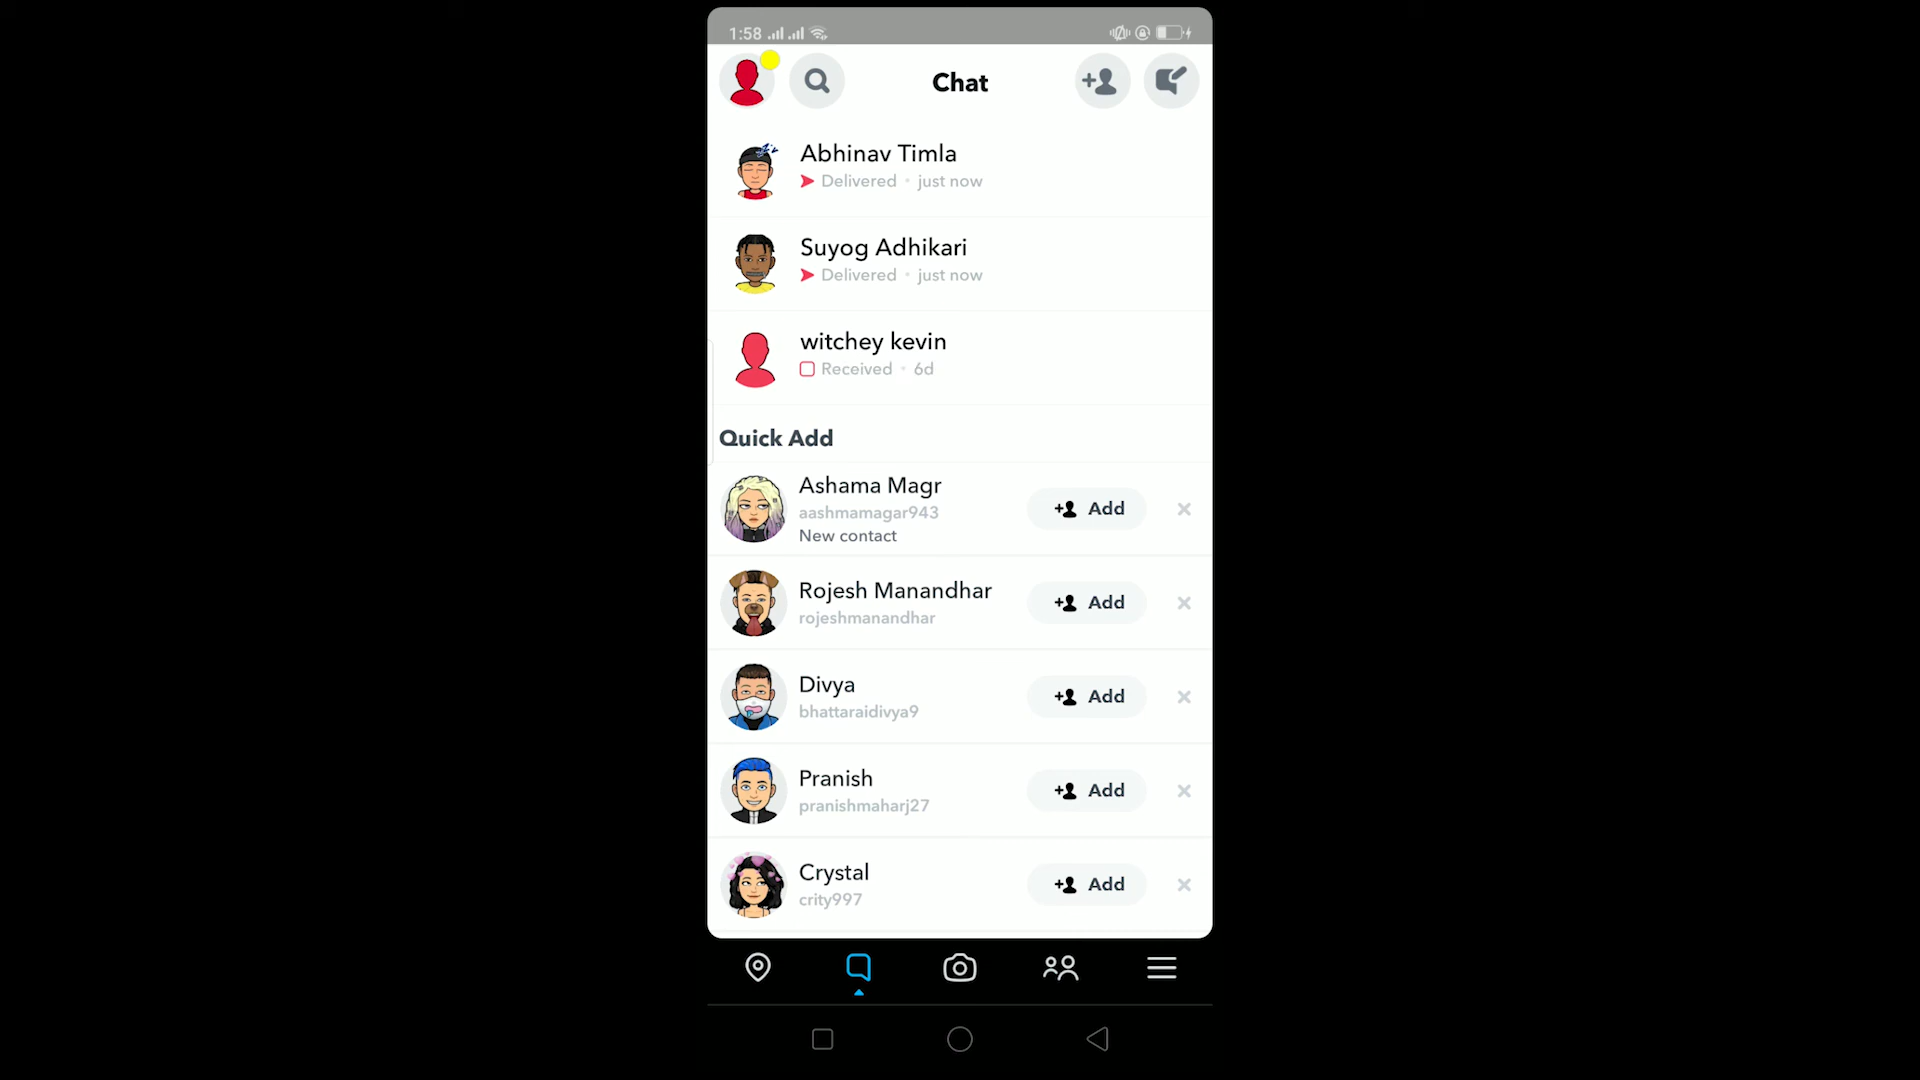 1:58
Chat
Abhinav Timla
Delivered • just now
Suyog Adhikari
Delivered • just now
witchey kevin
Received • 6d
Quick Add
Ashama Magr
aashmamagar943
New contact
Add
Rojesh Manandhar
rojeshmanandhar
Add
Divya
bhattaraidivya9
Add
Pranish
pranishmaharj27
Add
Crystal
crity997
Add